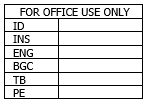 FOR OFFICE USE ONLY
ID
INS
ENG
BGC
TB
PE